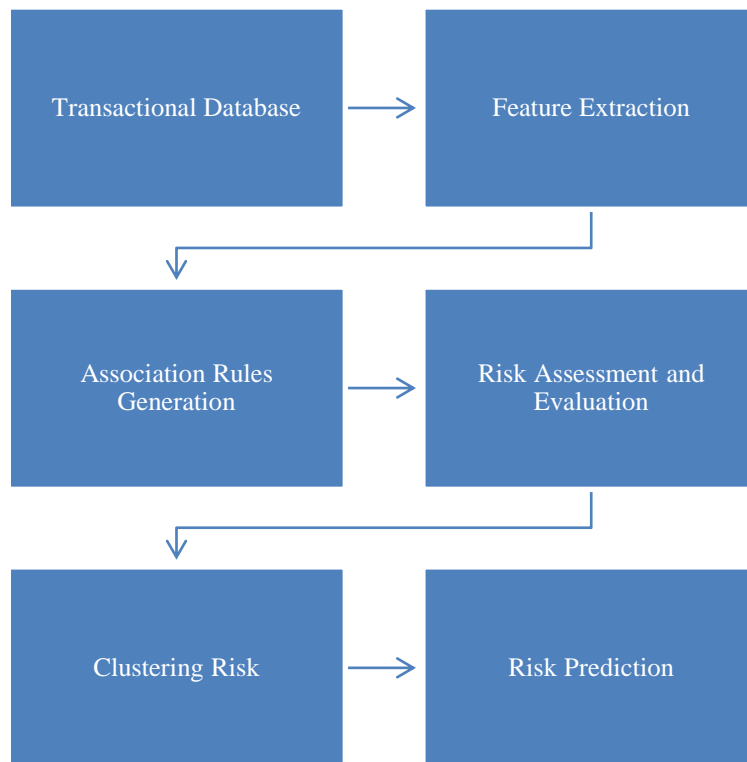 Transactional Database
Feature Extraction
Association Rules
Generation
Risk Assessment and
Evaluation
Clustering Risk
Risk Prediction